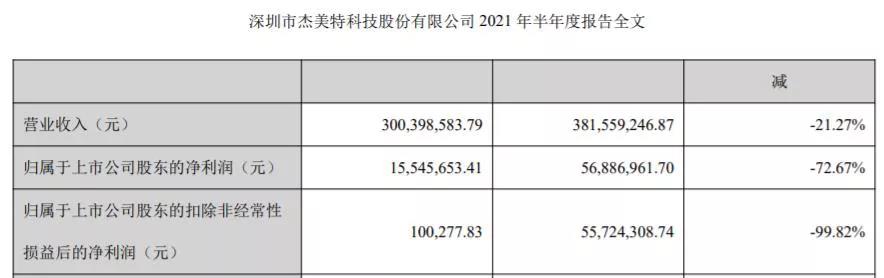 深圳市杰美特科技股份有限公司 2021 年半年度报告全文
减
营业收入（元） 300,398,583.79 381,559,246.87 -21.27%
归属于上市公司股东的净利润（元） 15,545,653.41 56,886,961.70 -72.67%
归属于上市公司股东的扣除非经常性
损益后的净利润（元） 100,277.83 55,724,308.74 -99.82%